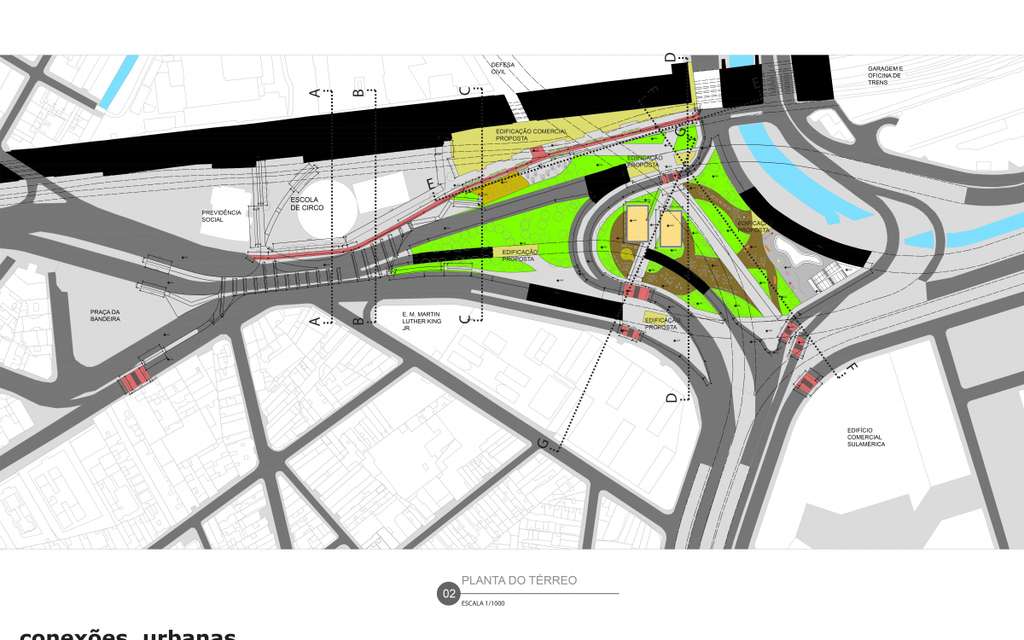 DEFESA
CIVIL
GARAGEM E
OFICINA DE
TRENS
D
A
B
C
EDIFICAÇÃO COMERCIAL
PROPOSTA
G
EDIFICAÇÃO
PROPOSTA
E
ESCOLA
DE CIRCO
PREVIDÊNCIA
SOCIAL
EDIFICAÇÃO
PROPOSTA
EDIFICAÇÃO
PROPOSTA
PRAÇA DA
BANDEIRA
E. M. MARTIN
LUTHER KING
JR.
A
B
C
EDIFICAÇÃO
PROPOSTA
F
D
G
EDIFÍCIO
COMERCIAL
SULAMÉRICA
02
PLANTA DO TÉRREO
ESCALA 1/1000
conexões urbanas